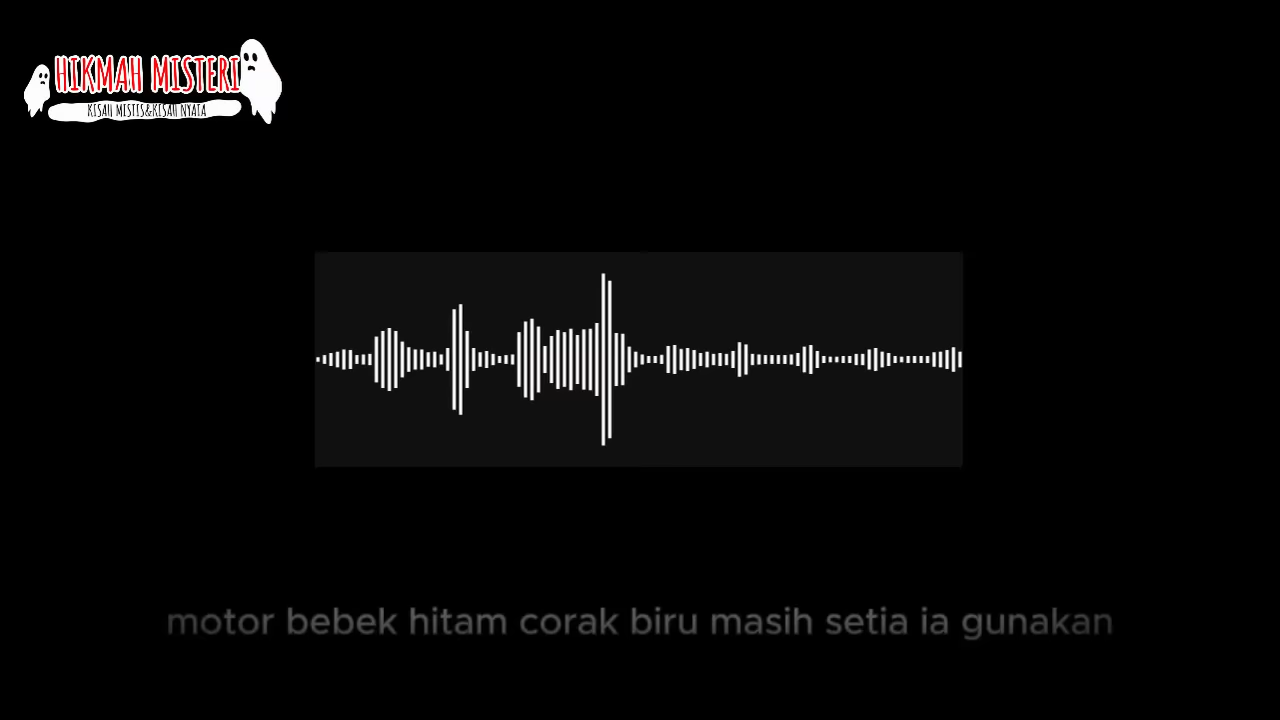 HIKMAH MISTERI
KISAH MISTIS&KISAH NYATA
motor bebek hitam corak biru masih setia ia gunakan